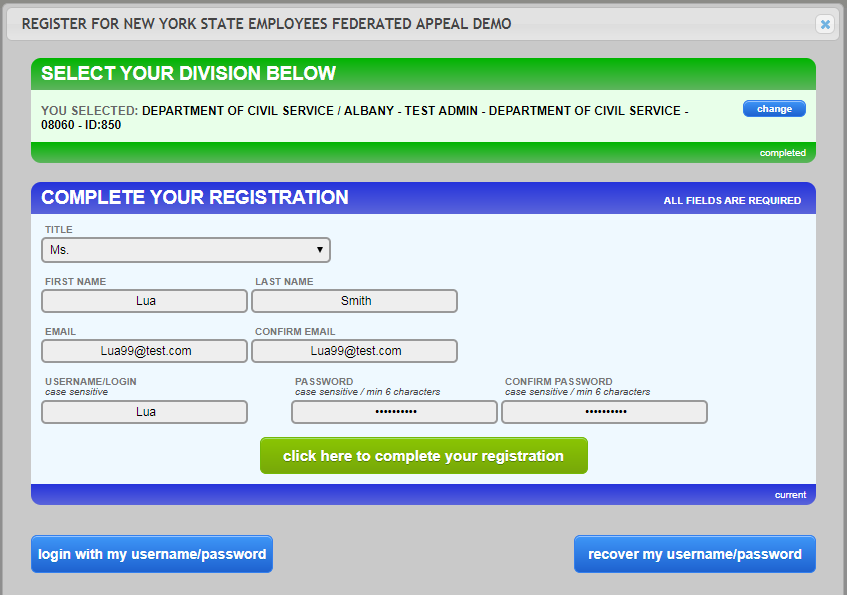 REGISTER FOR NEW YORK STATE EMPLOYEES FEDERATED APPEAL DEMO
SELECT YOUR DIVISION BELOW
YOU SELECTED: DEPARTMENT OF CIVIL SERVICE / ALBANY - TEST ADMIN - DEPARTMENT OF CIVIL SERVICE -
08060 - ID:850
change
completed
COMPLETE YOUR REGISTRATION
ALL FIELDS ARE REQUIRED
TITLE
Ms.
FIRST NAME LAST NAME
Lua Smith
EMAIL CONFIRM EMAIL
Lua99@test.com Lua99@test.com
USERNAME/LOGIN PASSWORD CONFIRM PASSWORD
case sensitive case sensitive / min 6 characters case sensitive / min 6 characters
Lua •••••••••• ••••••••••
click here to complete your registration
current
login with my username/password recover my username/password